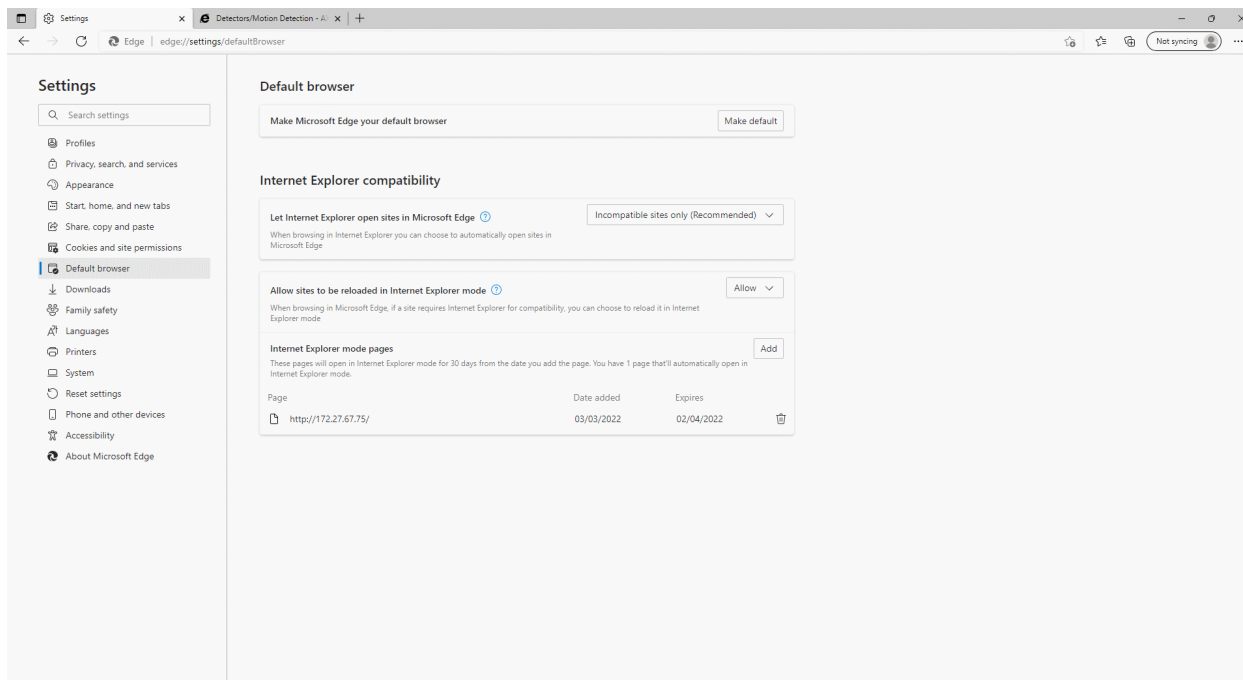 Settings
Detectors/Motion Detection - A
Edge | edge://settings/defaultBrowser
Not syncing
Settings
Search settings
Profiles
Privacy, search, and services
Appearance
Start, home, and new tabs
Share, copy and paste
Cookies and site permissions
Default browser
Downloads
Family safety
Languages
Printers
System
Reset settings
Phone and other devices
Accessibility
About Microsoft Edge
Default browser
Make Microsoft Edge your default browser
Make default
Internet Explorer compatibility
Let Internet Explorer open sites in Microsoft Edge
Incompatible sites only (Recommended)
When browsing in Internet Explorer you can choose to automatically open sites in
Microsoft Edge
Allow sites to be reloaded in Internet Explorer mode
Allow
When browsing in Microsoft Edge, if a site requires Internet Explorer for compatibility, you can choose to reload it in Internet
Explorer mode
Internet Explorer mode pages
Add
These pages will open in Internet Explorer mode for 30 days from the date you add the page. You have 1 page that'll automatically open in
Internet Explorer mode.
Page Date added Expires
http://172.27.67.75/ 03/03/2022 02/04/2022